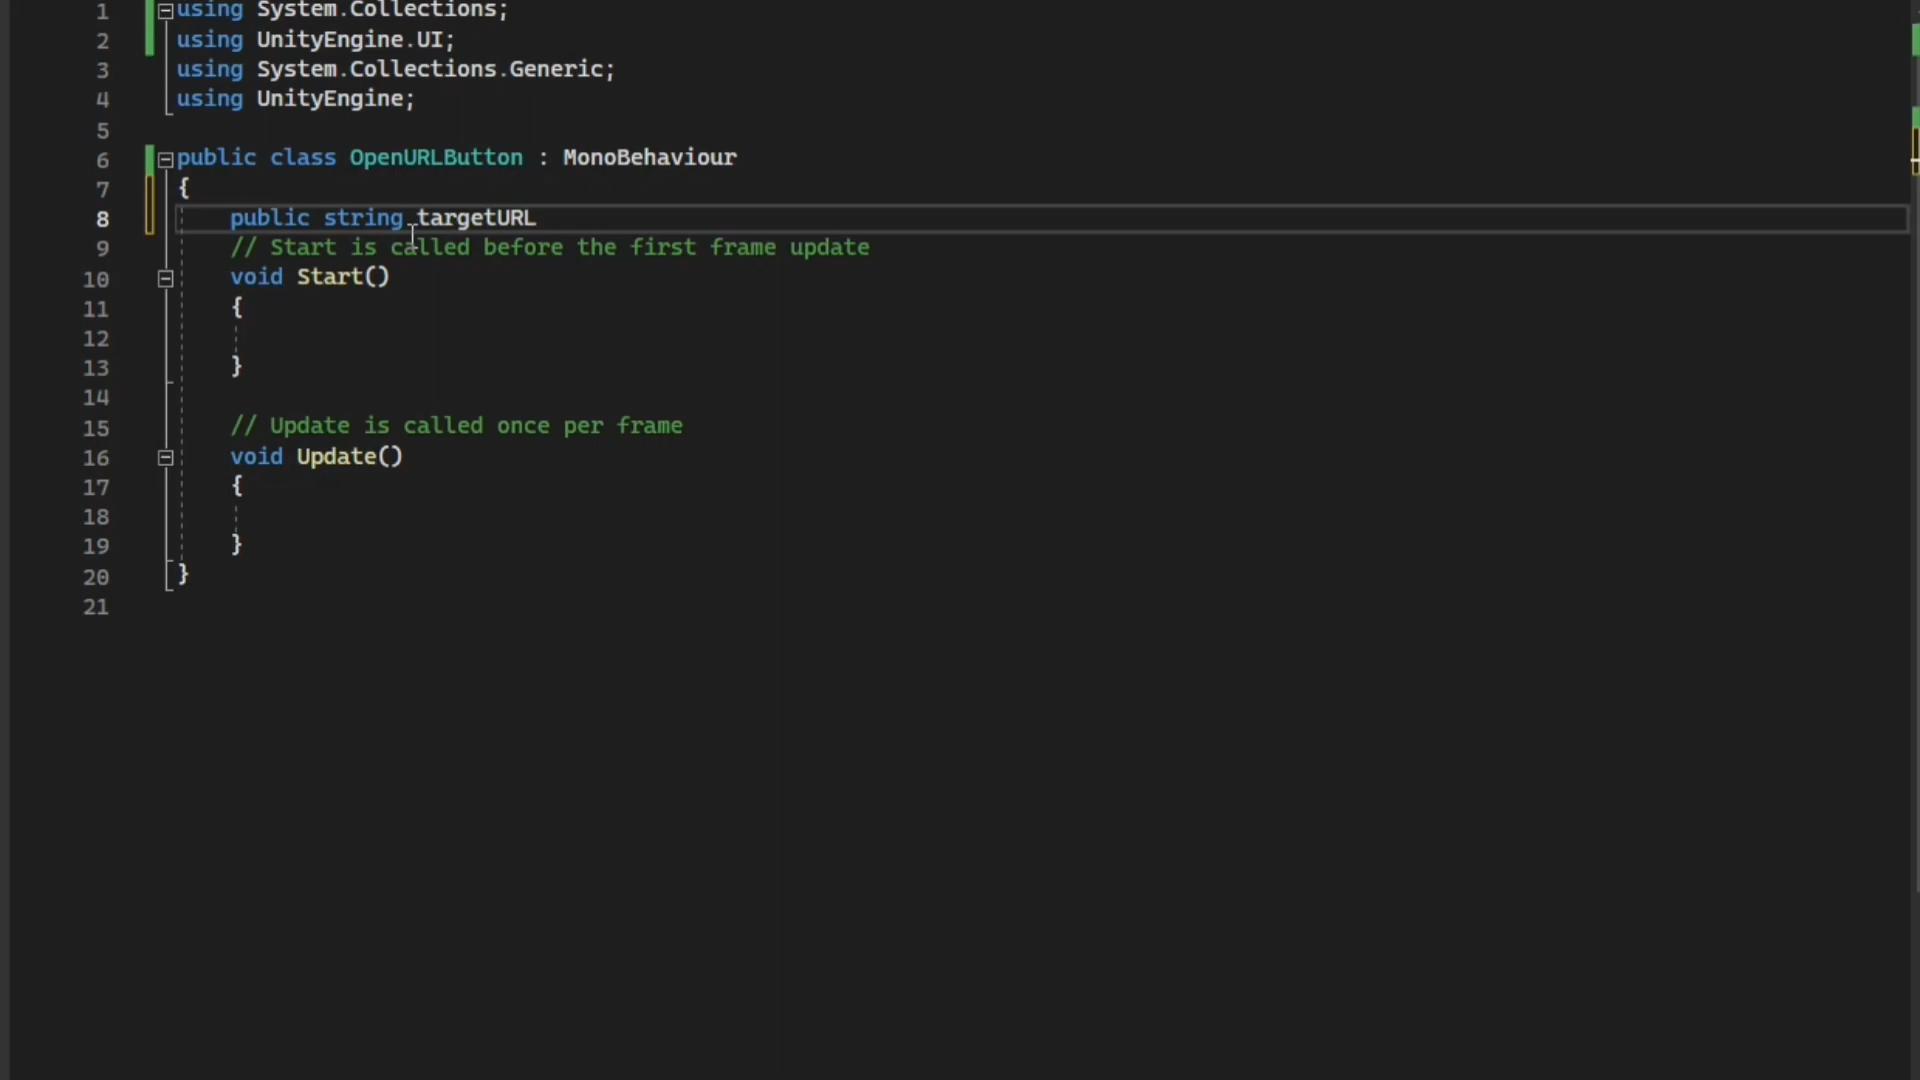 1 using System.Collections;
2 using UnityEngine.UI;
3 using System.Collections.Generic;
4 using UnityEngine;
5
6 public class OpenURLButton : MonoBehaviour
7 {
8 public string targetURL
9 // Start is called before the first frame update
10 void Start()
11 {
12
13 }
14
15 // Update is called once per frame
16 void Update()
17 {
18
19 }
20 }
21